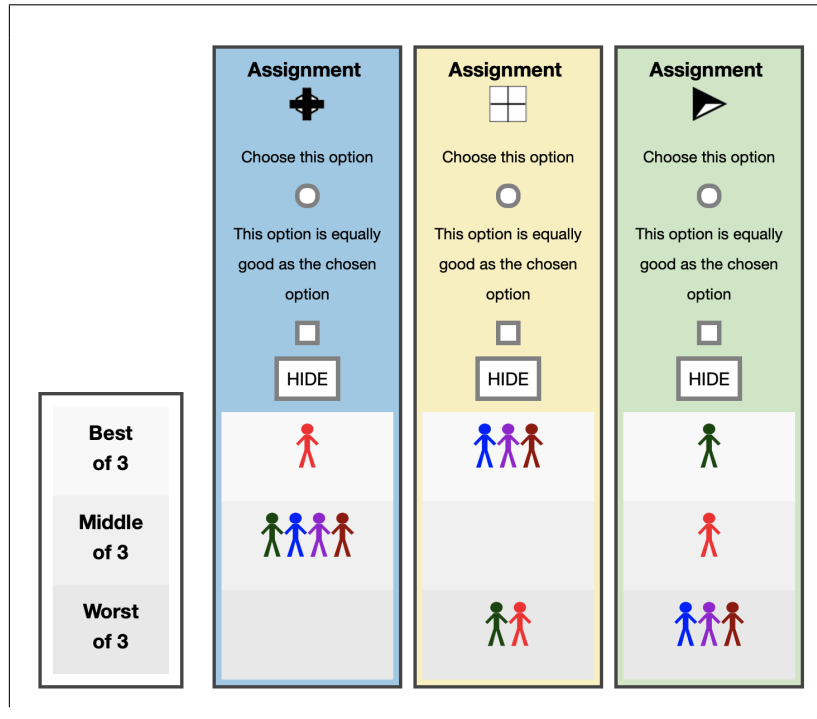 Assignment
Choose this option
This option is equally
good as the chosen
option
HIDE
Assignment
Choose this option
This option is equally
good as the chosen
option
HIDE
Assignment
Choose this option
This option is equally
good as the chosen
option
HIDE
Best
of 3
Middle
of 3
Worst
of 3